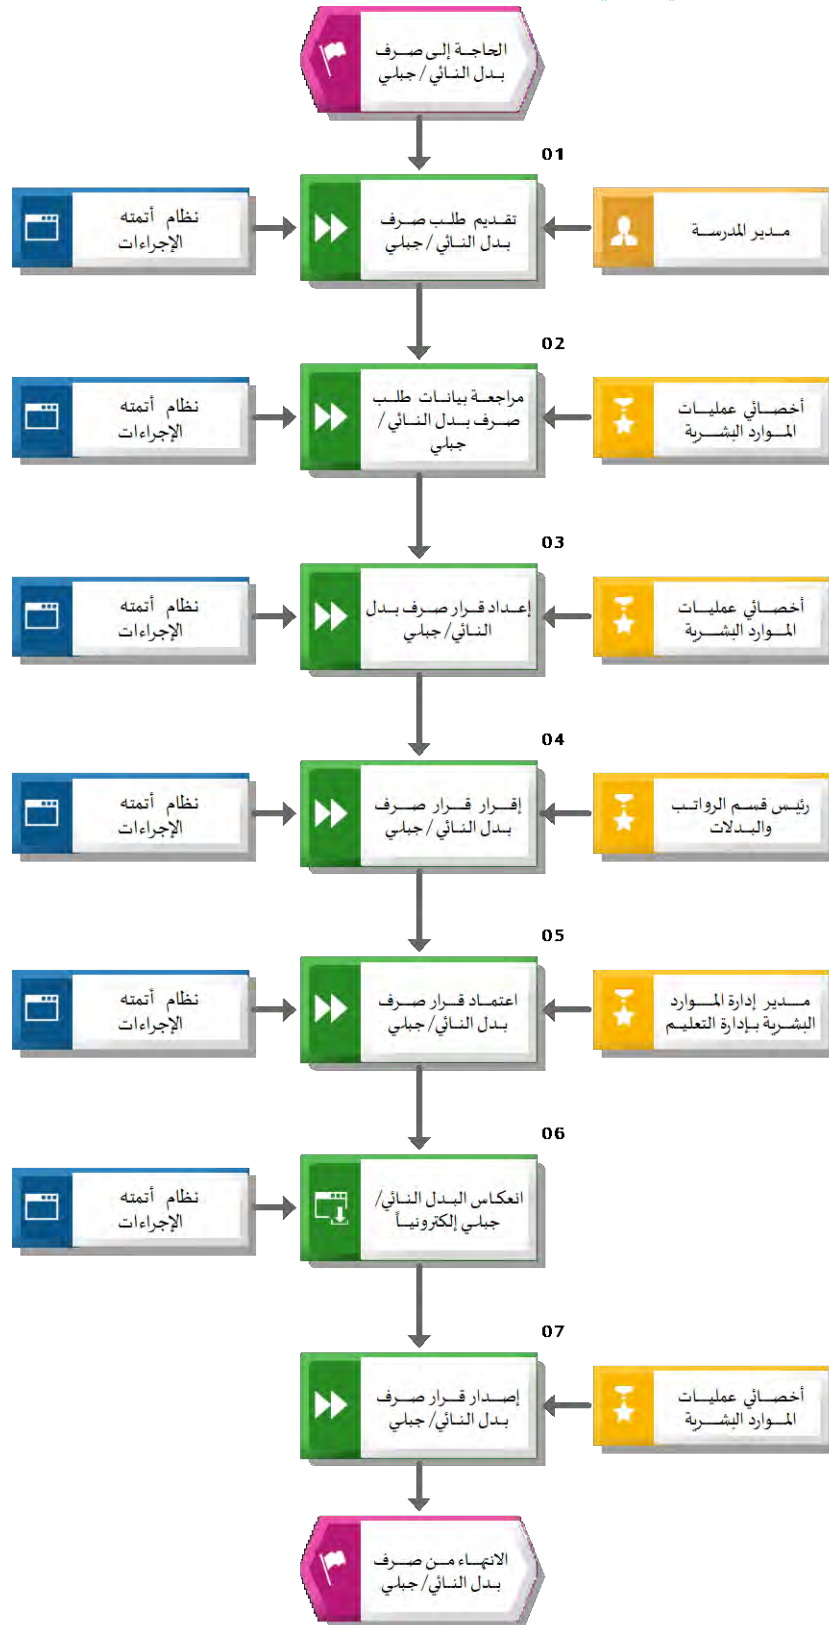 الحاجة إلى صرف
بدل النائي / جبلي
01
مدير المدرسة
تقديم طلب صرف
بدل النائي / جبلي
نظام أتمته
الإجراءات
02
أخصائي عمليات
الموارد البشرية
مراجعة بيانات طلب
صرف بدل النائي /
جبلي
نظام أتمته
الإجراءات
03
أخصائي عمليات
الموارد البشرية
إعداد قرار صرف بدل
النائي/ جبلي
نظام أتمته
الإجراءات
04
رئيس قسم الرواتب
والبدلات
إقرار قرار صرف
بدل النائي / جبلي
نظام أتمته
الإجراءات
05
مدير إدارة الموارد
البشرية بإدارة التعليم
اعتماد قرار صرف
بدل النائي/ جبلي
نظام أتمته
الإجراءات
06
انعكاس البدل النائي/
جبلي إلكترونياً
نظام أتمته
الإجراءات
07
أخصائي عمليات
الموارد البشرية
إصدار قرار صرف
بدل النائي/ جبلي
الانتهاء من صرف
بدل النائي/ جبلي